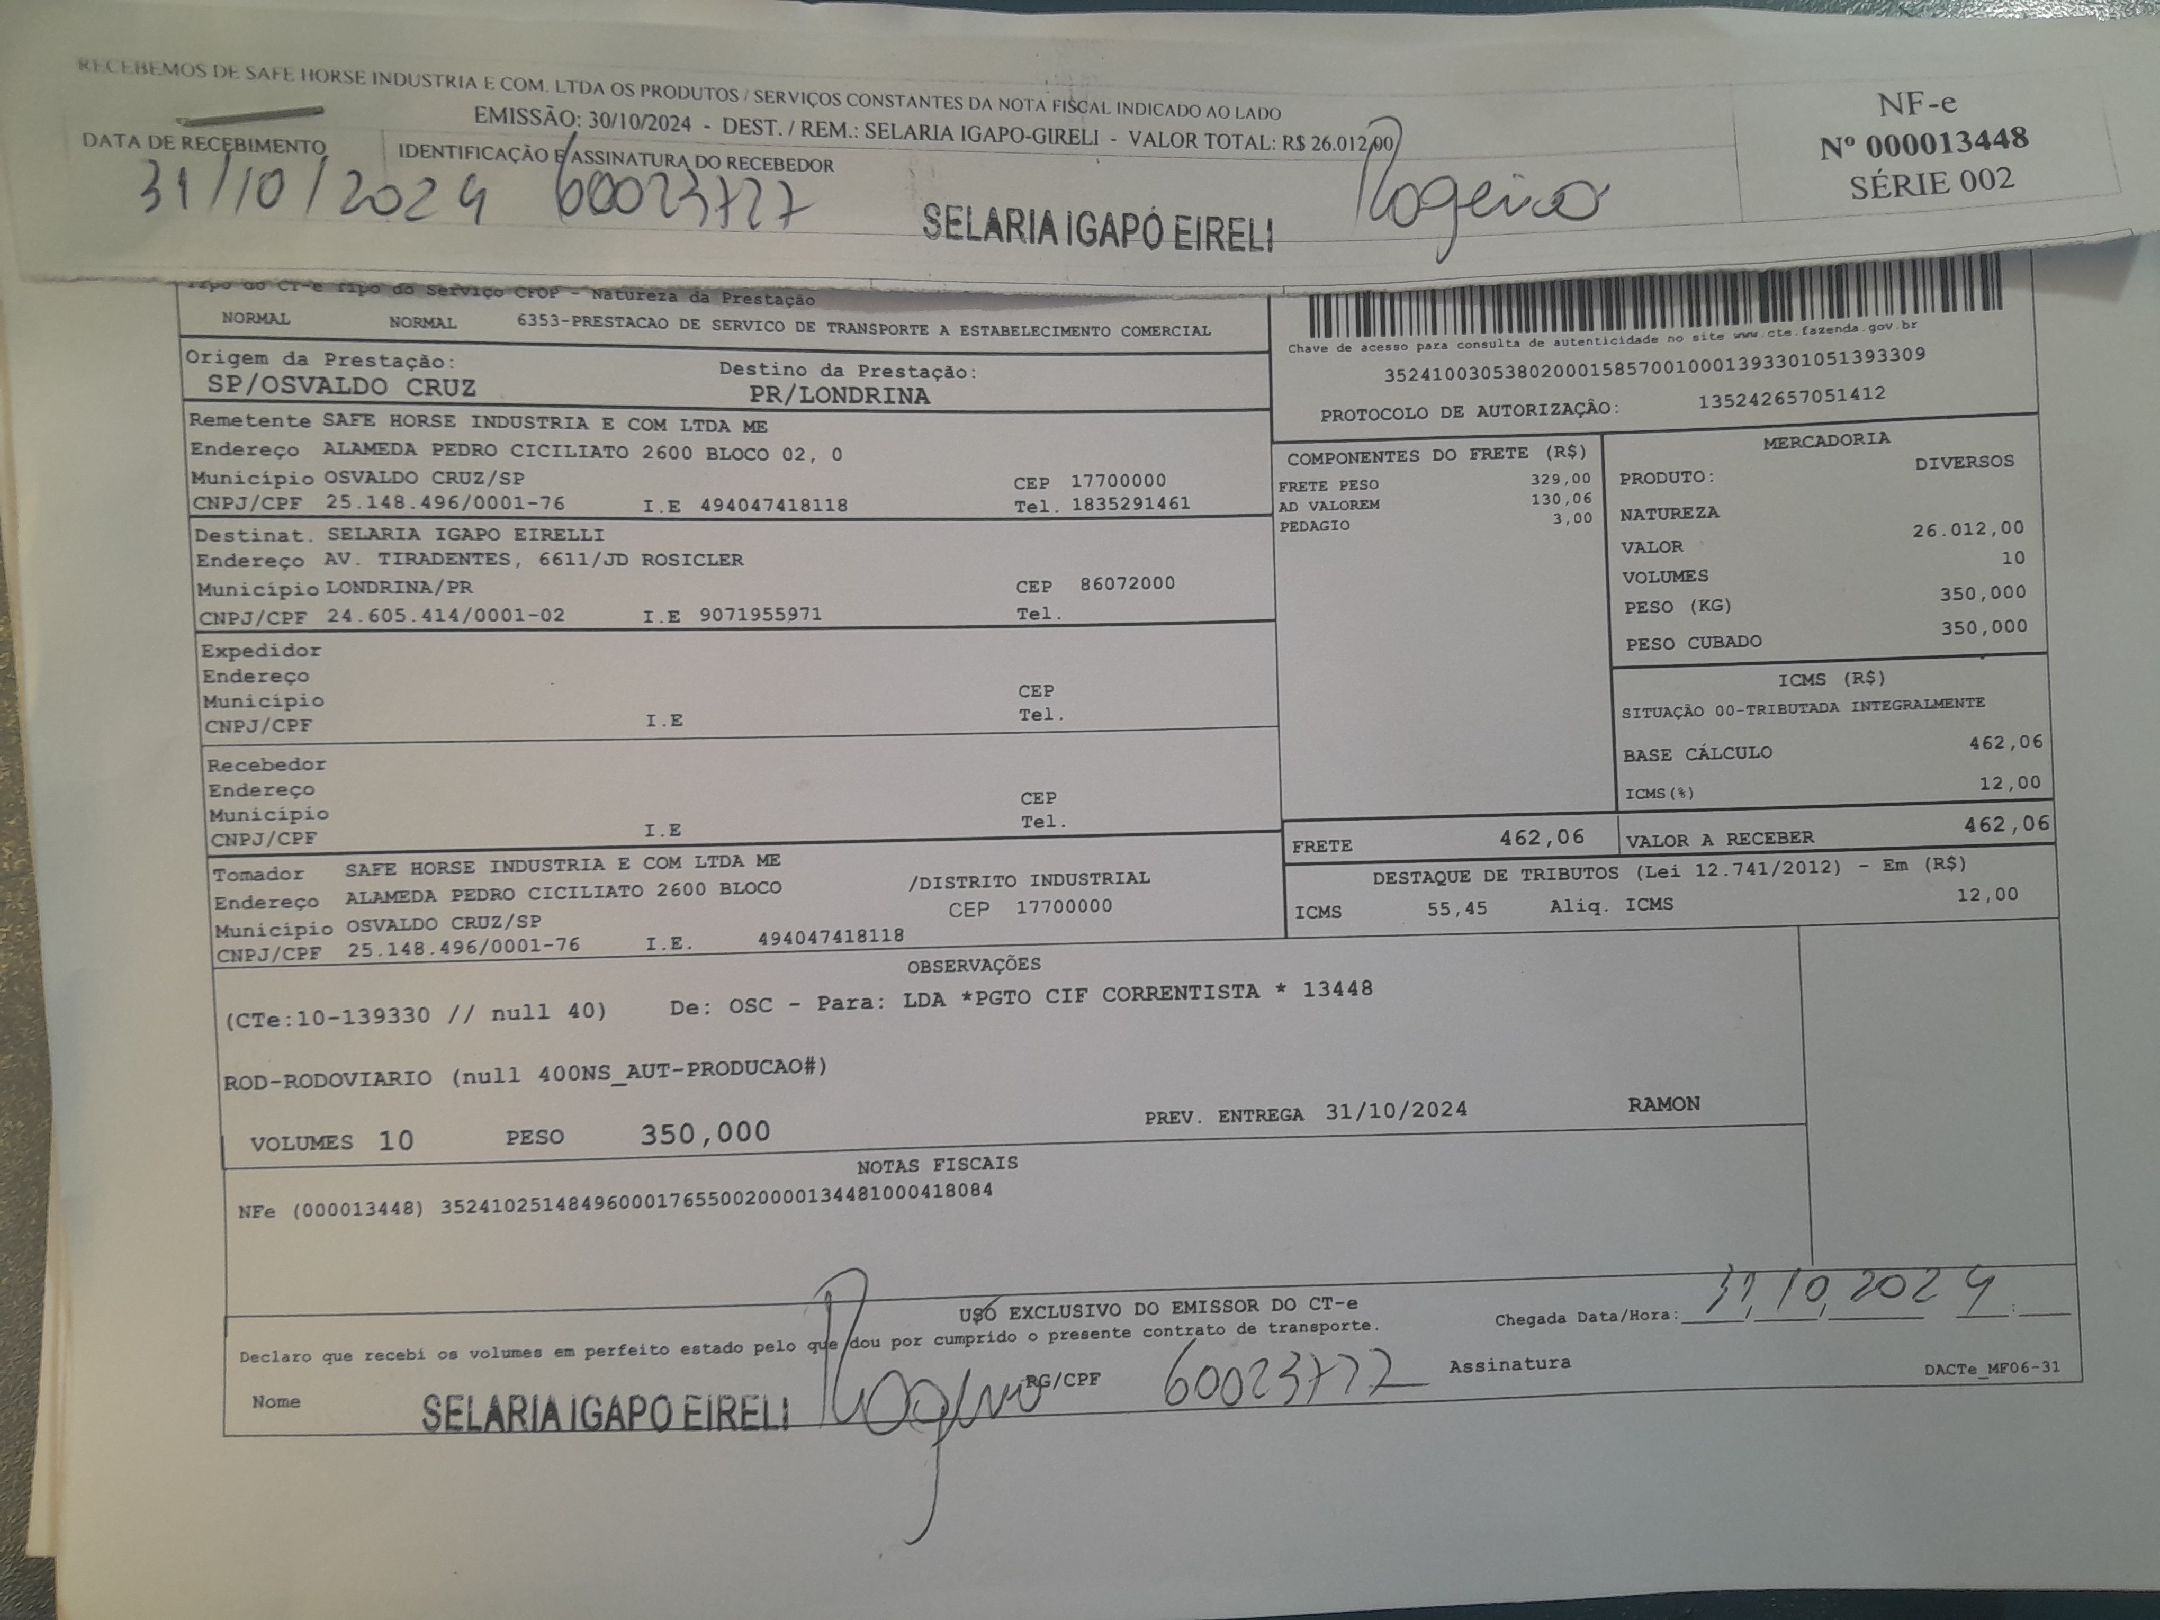 RECEBEMOS DE SAFE HORSE INDUSTRIA E COM. LTDA OS PRODUTOS / SERVIÇOS CONSTANTES DA NOTA FISCAL INDICADO AO LADO
EMISSÃO: 30/10/2024 - DEST. / REM.: SELARIA IGAPO-GIRELI - VALOR TOTAL: R$ 26.012,00
NF-e
Nº 000013448
SÉRIE 002
DATA DE RECEBIMENTO
IDENTIFICAÇÃO E ASSINATURA DO RECEBEDOR
31/10/2024 60023727
SELARIA IGAPÓ EIRELI
Tipo do CT-e Tipo do Serviço CFOP - Natureza da Prestação
NORMAL NORMAL 6353-PRESTACAO DE SERVICO DE TRANSPORTE A ESTABELECIMENTO COMERCIAL
Chave de acesso para consulta de autenticidade no site www.cte.fazenda.gov.br
35241003053802000158570010001393301051393309
PROTOCOLO DE AUTORIZAÇÃO: 135242657051412
Origem da Prestação: Destino da Prestação:
SP/OSVALDO CRUZ PR/LONDRINA
Remetente SAFE HORSE INDUSTRIA E COM LTDA ME
Endereço ALAMEDA PEDRO CICILIATO 2600 BLOCO 02, 0
Município OSVALDO CRUZ/SP CEP 17700000
CNPJ/CPF 25.148.496/0001-76 I.E 494047418118 Tel. 1835291461
Destinat. SELARIA IGAPO EIRELLI
Endereço AV. TIRADENTES, 6611/JD ROSICLER
Município LONDRINA/PR CEP 86072000
CNPJ/CPF 24.605.414/0001-02 I.E 9071955971 Tel.
Expedidor
Endereço
Município CEP
CNPJ/CPF I.E Tel.
Recebedor
Endereço
Município CEP
CNPJ/CPF I.E Tel.
Tomador SAFE HORSE INDUSTRIA E COM LTDA ME
Endereço ALAMEDA PEDRO CICILIATO 2600 BLOCO /DISTRITO INDUSTRIAL
Município OSVALDO CRUZ/SP CEP 17700000
CNPJ/CPF 25.148.496/0001-76 I.E. 494047418118
COMPONENTES DO FRETE (R$)
FRETE PESO 329,00
AD VALOREM 130,06
PEDAGIO 3,00
MERCADORIA
PRODUTO: DIVERSOS
NATUREZA
VALOR 26.012,00
VOLUMES 10
PESO (KG) 350,000
PESO CUBADO 350,000
ICMS (R$)
SITUAÇÃO 00-TRIBUTADA INTEGRALMENTE
BASE CÁLCULO 462,06
ICMS(%) 12,00
FRETE 462,06 VALOR A RECEBER 462,06
DESTAQUE DE TRIBUTOS (Lei 12.741/2012) - Em (R$)
ICMS 55,45 Aliq. ICMS 12,00
OBSERVAÇÕES
(CTe:10-139330 // null 40) De: OSC - Para: LDA *PGTO CIF CORRENTISTA * 13448
ROD-RODOVIARIO (null 400NS_AUT-PRODUCAO#)
VOLUMES 10 PESO 350,000 PREV. ENTREGA 31/10/2024 RAMON
NOTAS FISCAIS
NFe (000013448) 35241025148496000176550020000134481000418084
USO EXCLUSIVO DO EMISSOR DO CT-e
Declaro que recebi os volumes em perfeito estado pelo que dou por cumprido o presente contrato de transporte.
Chegada Data/Hora: 31/10/2024 :
Nome SELARIA IGAPO EIRELI RG/CPF 60023727 Assinatura
DACTe_MF06-31